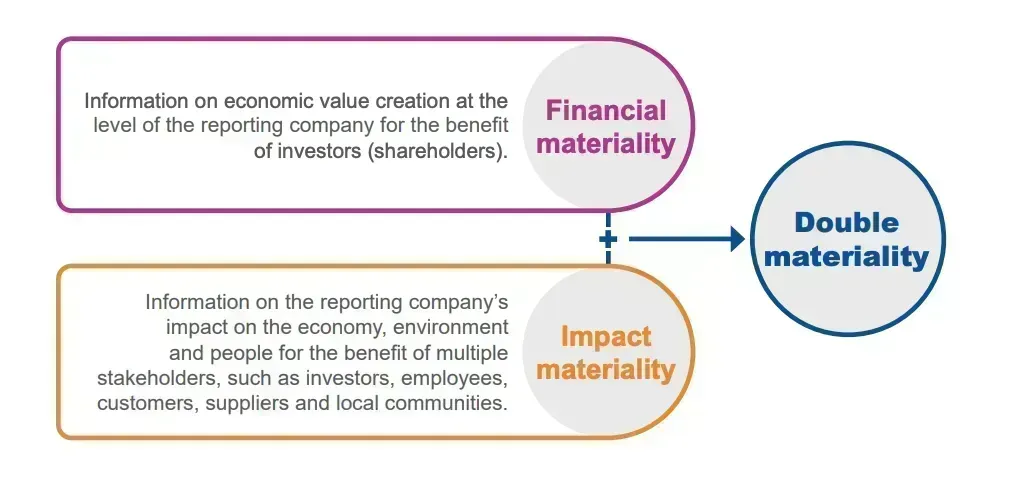 Information on economic value creation at the
level of the reporting company for the benefit
of investors (shareholders).
Financial
materiality
+
Double
materiality
Information on the reporting company’s
impact on the economy, environment
and people for the benefit of multiple
stakeholders, such as investors, employees,
customers, suppliers and local communities.
Impact
materiality